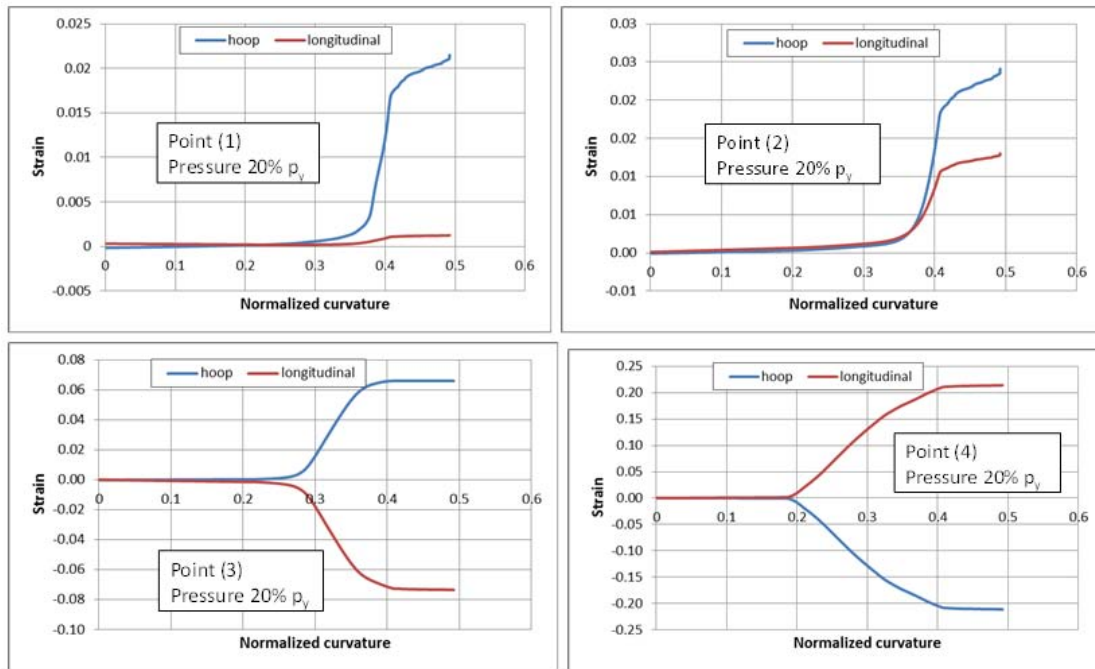 0.025
0.02
0.015
0.01
0.005
0
-0.005
Strain
hoop longitudinal
Point (1)
Pressure 20% py
0 0.1 0.2 0.3 0.4 0.5 0.6
Normalized curvature
0.03
0.03
0.02
0.02
0.01
0.01
0.00
-0.01
Strain
hoop longitudinal
Point (2)
Pressure 20% py
0 0.1 0.2 0.3 0.4 0.5 0.6
Normalized curvature
0.08
0.06
0.04
0.02
0.00
-0.02
-0.04
-0.06
-0.08
-0.10
Strain
hoop longitudinal
0 0.1 0.2 0.3 0.4 0.5 0.6
Point (3)
Pressure 20% py
Normalized curvature
0.25
0.20
0.15
0.10
0.05
0.00
-0.05
-0.10
-0.15
-0.20
-0.25
Strain
hoop longitudinal
Point (4)
Pressure 20% py
0 0.1 0.2 0.3 0.4 0.5 0.6
Normalized curvature